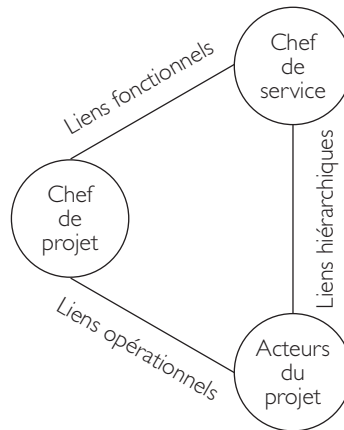 Chef
de
service
Liens fonctionnels
Chef
de
projet
Liens hiérarchiques
Liens opérationnels
Acteurs
du
projet